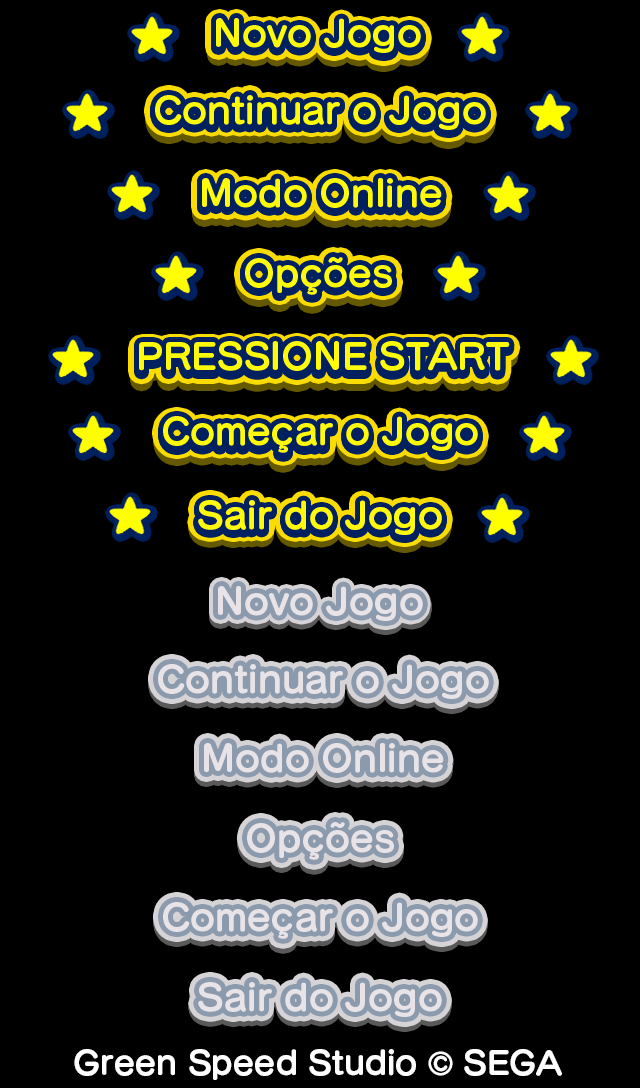 Novo Jogo
Continuar o Jogo
Modo Online
Opções
PRESSIONE START
Começar o Jogo
Sair do Jogo
Novo Jogo
Continuar o Jogo
Modo Online
Opções
Começar o Jogo
Sair do Jogo
Green Speed Studio © SEGA